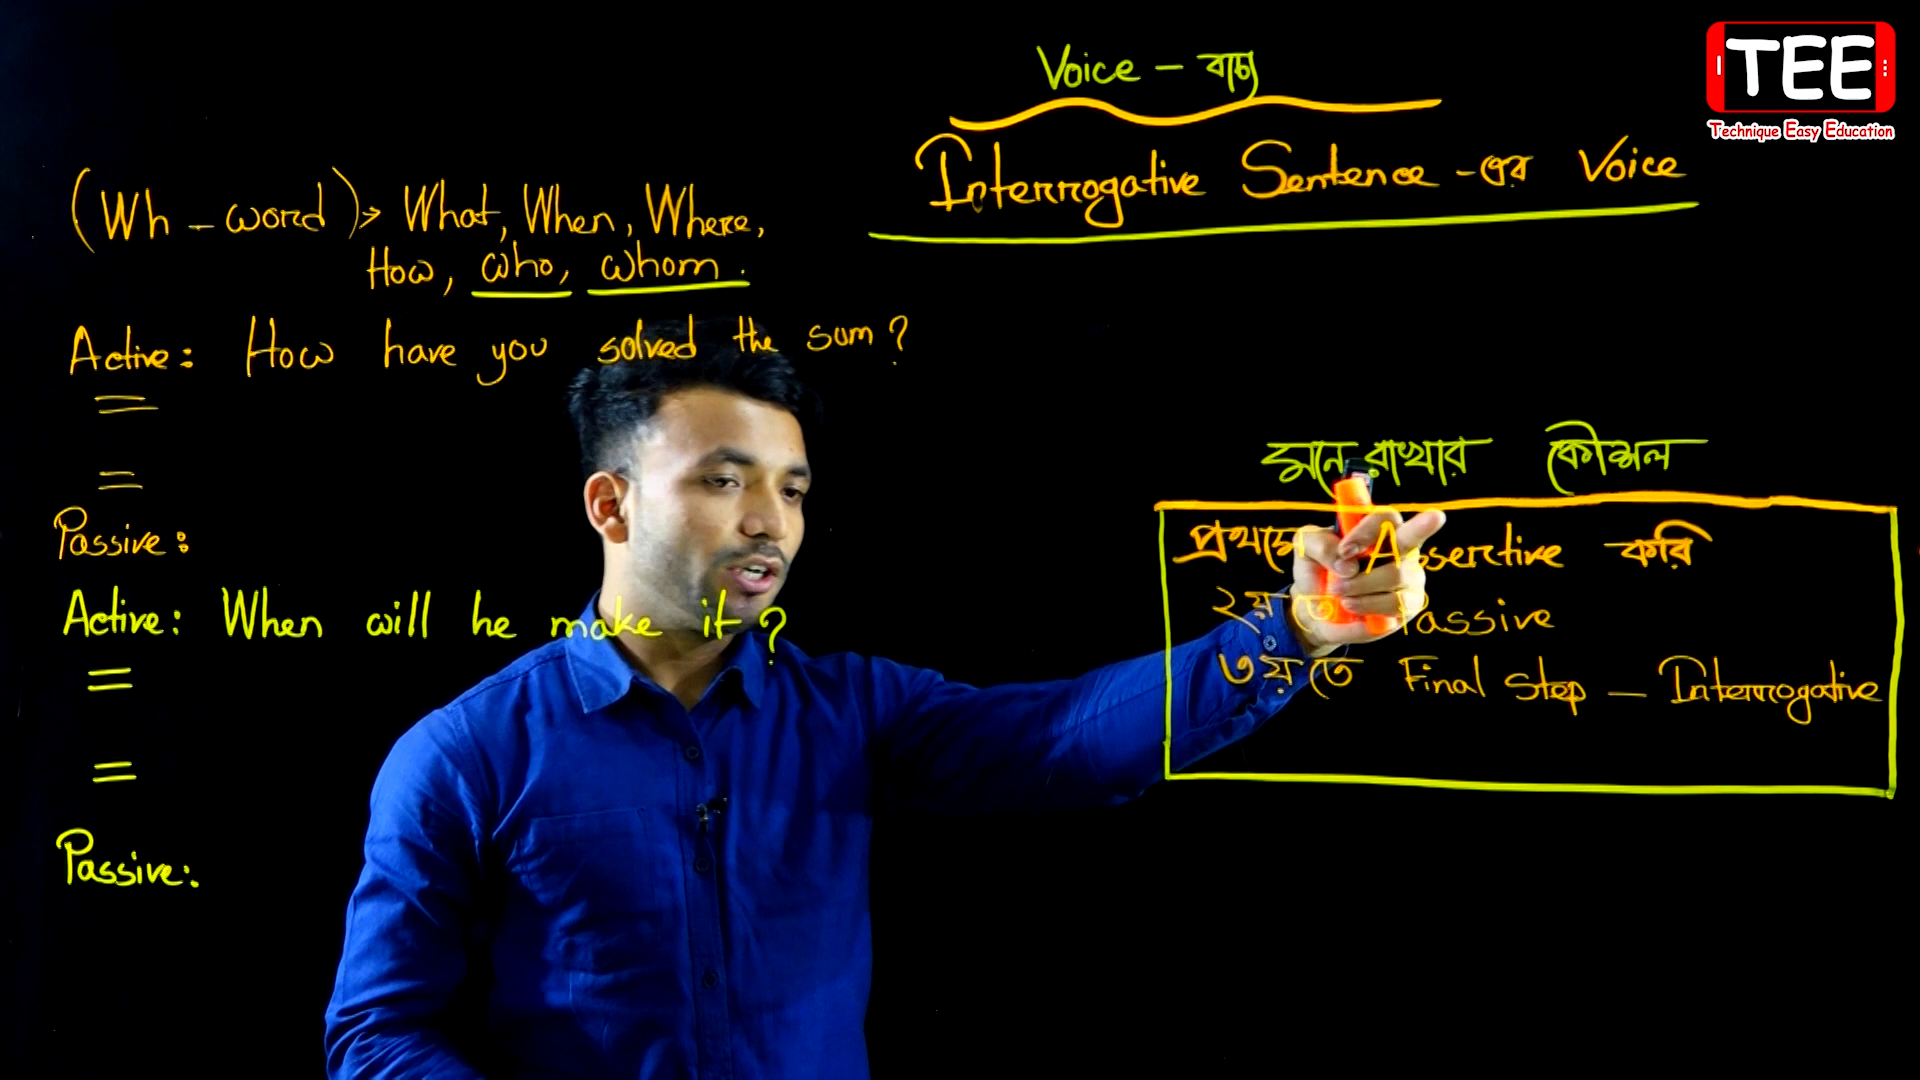 Voice - বাচ্য
Interrogative Sentence - এর Voice
TEE
Technique Easy Education
(Wh - word) → What, When, Where,
How, who, whom.
Active: How have you solved the sum?
=
=
Passive:
Active: When will he make it?
=
=
Passive:
মনে রাখার কৌশল
প্রথমে Assertive করি
২য় তে Passive
৩য় তে Final Step - Interrogative